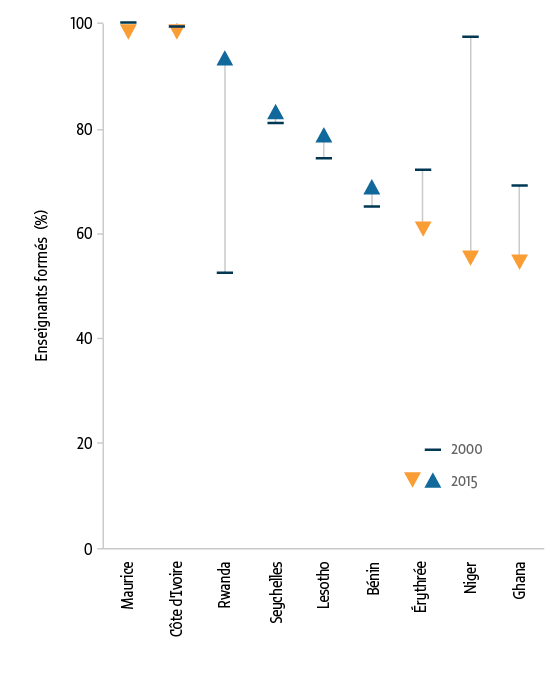 100
80
60
40
20
0
Enseignants formés (%)
2000
2015
Maurice
Côte d'Ivoire
Rwanda
Seychelles
Lesotho
Bénin
Érythrée
Niger
Ghana